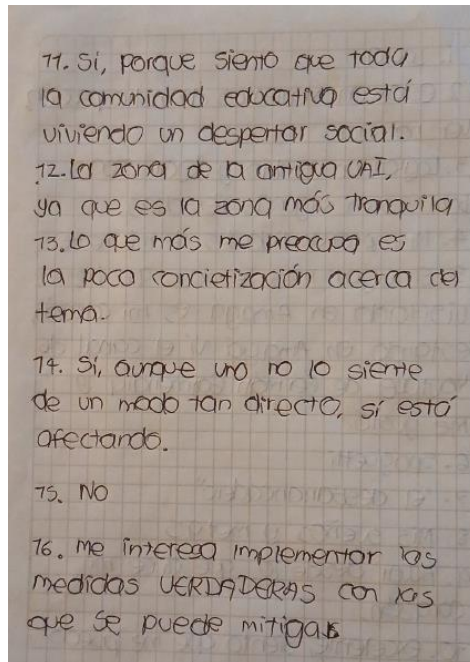 11. Sí, porque siento que toda
la comunidad educativa está
viviendo un despertar social.
12. La zona de la antigua UAI,
ya que es la zona más tranquila
13. Lo que más me preocupa es
la poco concietización acerca del
tema.
14. Sí, aunque uno no lo siente
de un modo tan directo, sí está
afectando.
15. No
16. me interesa implementar las
medidas VERDADERAS con las
que se puede mitigar